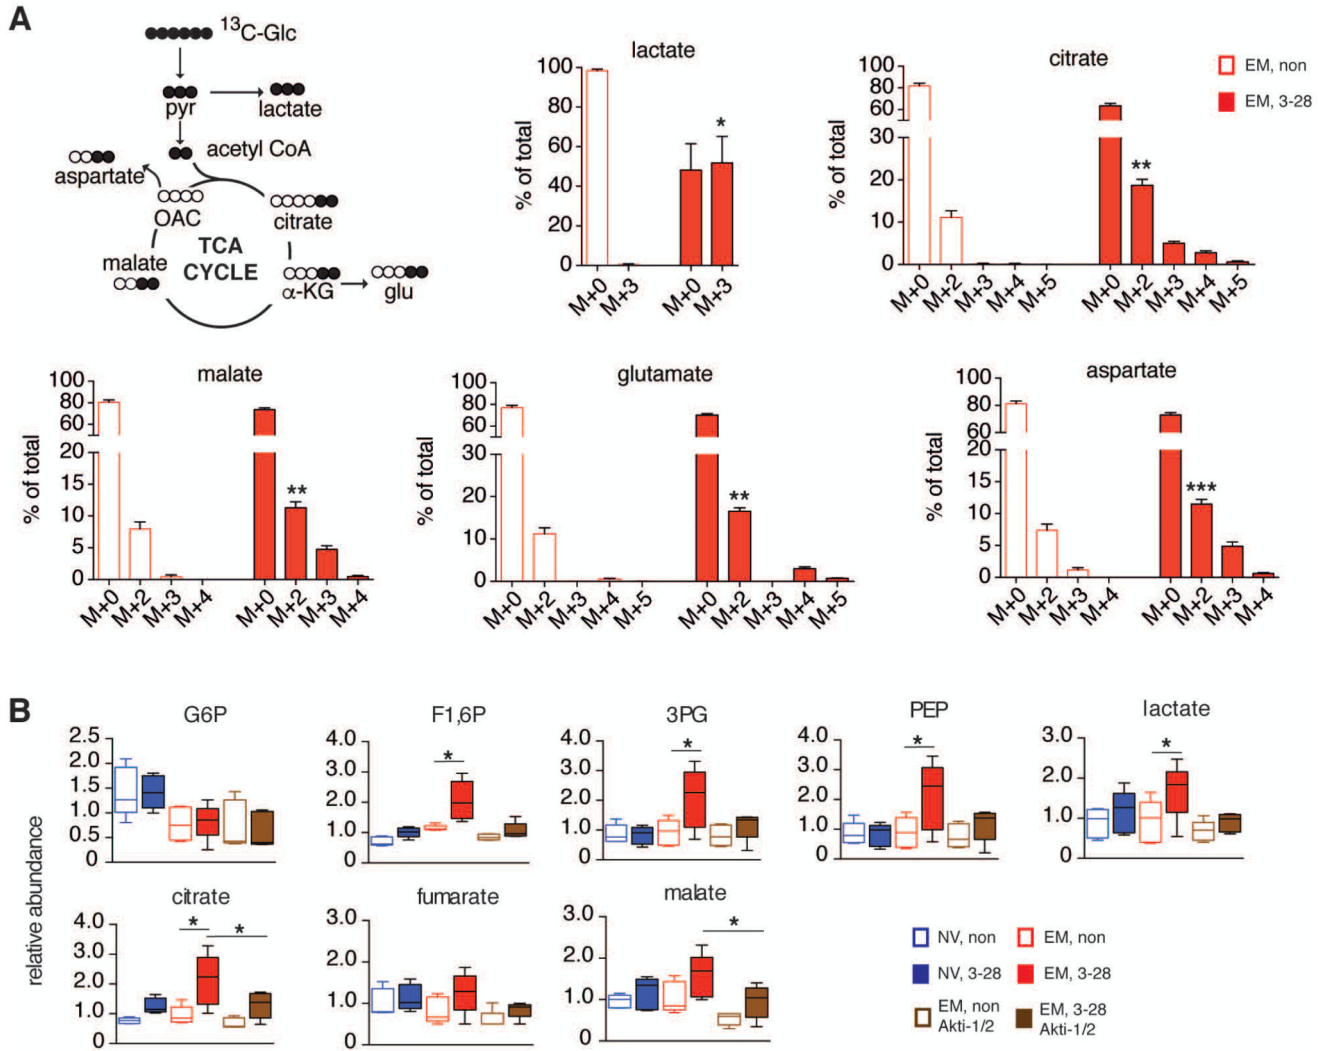 A
13C-Glc
pyr
lactate
acetyl CoA
aspartate
OAC
citrate
TCA
CYCLE
malate
α-KG
glu
lactate
% of total
100
80
60
40
20
0
M+0
M+3
M+0
M+3
*
citrate
% of total
100
80
60
30
20
10
0
M+0
M+2
M+3
M+4
M+5
M+0
M+2
M+3
M+4
M+5
**
EM, non
EM, 3-28
malate
% of total
100
80
60
20
15
10
5
0
M+0
M+2
M+3
M+4
M+0
M+2
M+3
M+4
**
glutamate
% of total
100
80
60
40
30
20
10
0
M+0
M+2
M+3
M+4
M+5
M+0
M+2
M+3
M+4
M+5
**
aspartate
% of total
100
80
60
20
15
10
5
0
M+0
M+2
M+3
M+4
M+0
M+2
M+3
M+4
***
B
relative abundance
G6P
2.5
2.0
1.5
1.0
0.5
0
F1,6P
4.0
3.0
2.0
1.0
0
*
3PG
4.0
3.0
2.0
1.0
0
*
PEP
4.0
3.0
2.0
1.0
0
*
lactate
3.0
2.0
1.0
0
*
citrate
4.0
3.0
2.0
1.0
0
*
*
fumarate
3.0
2.0
1.0
0
malate
3.0
2.0
1.0
0
*
NV, non
EM, non
NV, 3-28
EM, 3-28
EM, non
Akti-1/2
EM, 3-28
Akti-1/2